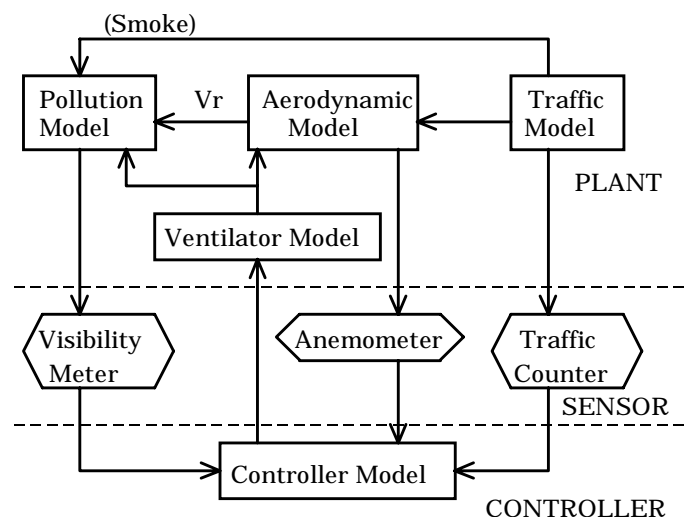 (Smoke)
Pollution
Model
Vr
Aerodynamic
Model
Traffic
Model
PLANT
Ventilator Model
Visibility
Meter
Anemometer
Traffic
Counter
SENSOR
Controller Model
CONTROLLER